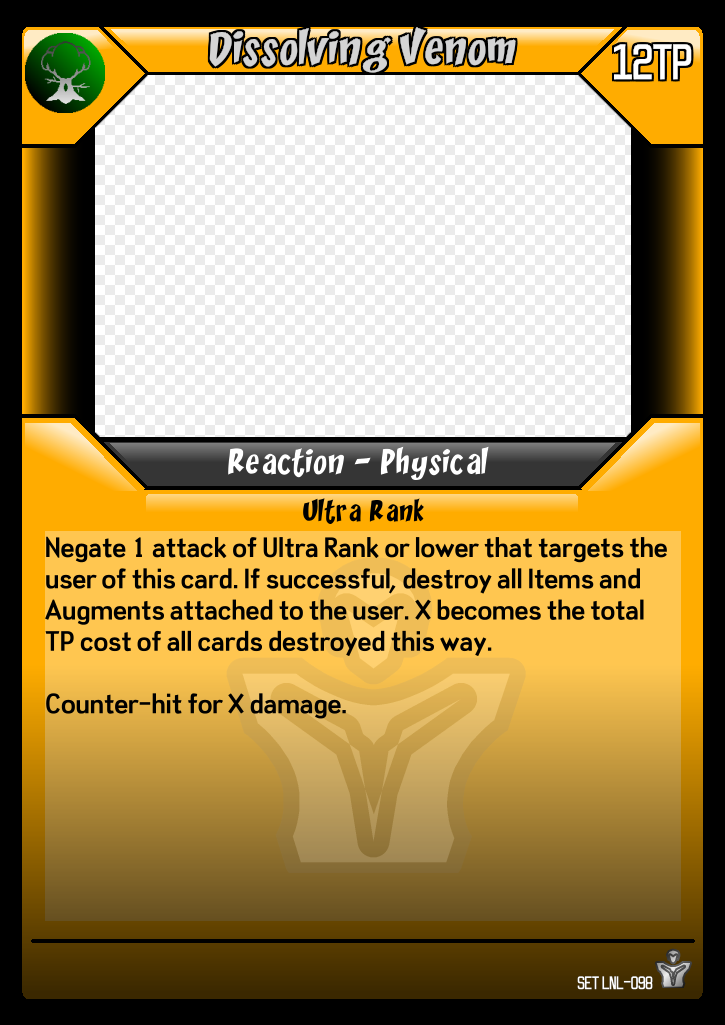 Dissolving Venom
12TP
Reaction - Physical
Ultra Rank
Negate 1 attack of Ultra Rank or lower that targets the
user of this card. If successful, destroy all Items and
Augments attached to the user. X becomes the total
TP cost of all cards destroyed this way.
Counter-hit for X damage.
SET LNL-098